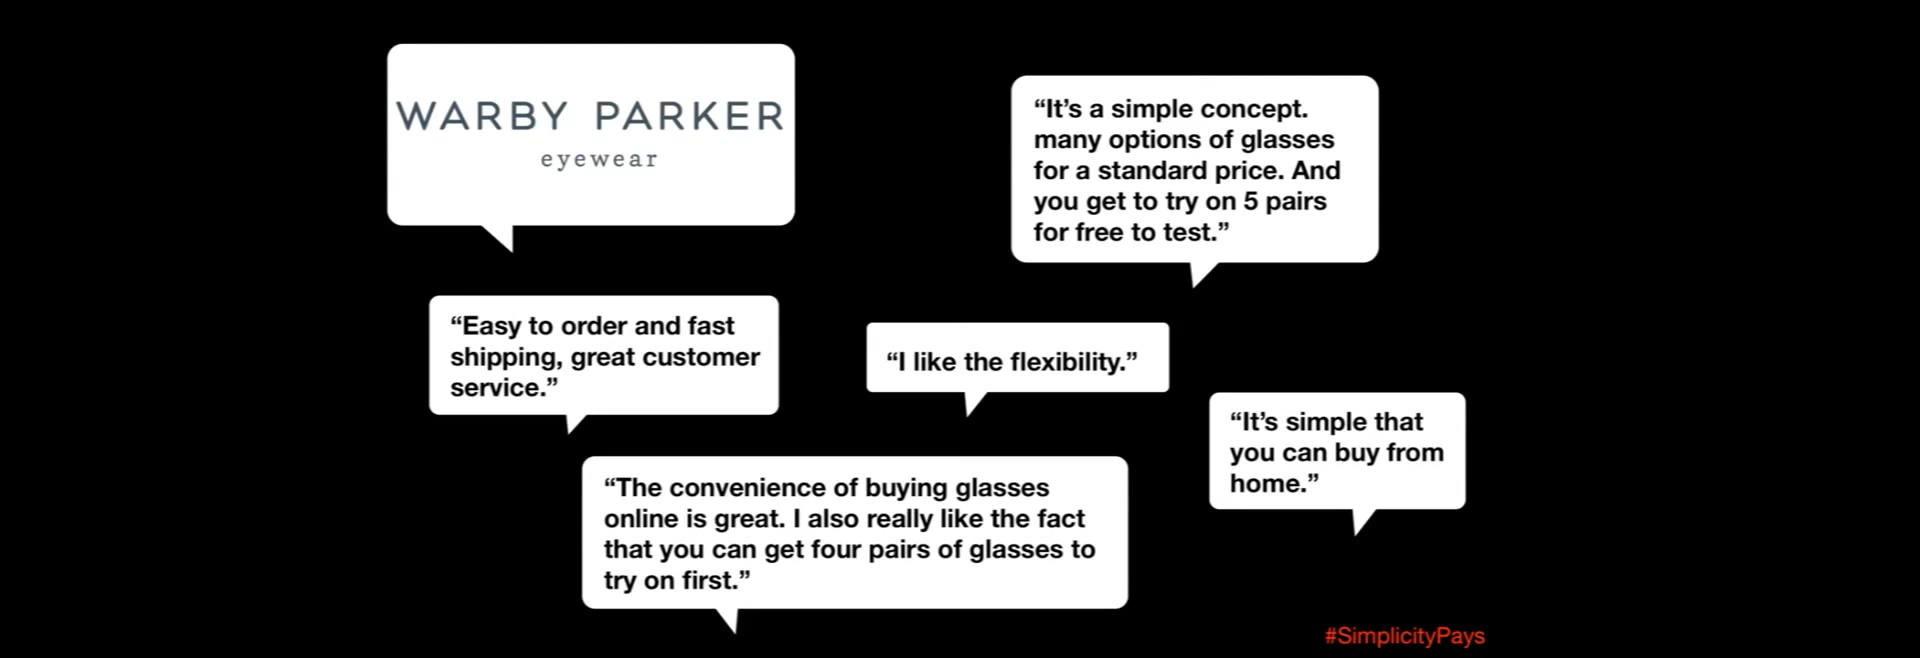 WARBY PARKER
eyewear
“It’s a simple concept.
many options of glasses
for a standard price. And
you get to try on 5 pairs
for free to test.”
“Easy to order and fast
shipping, great customer
service.”
“I like the flexibility.”
“It’s simple that
you can buy from
home.”
“The convenience of buying glasses
online is great. I also really like the fact
that you can get four pairs of glasses to
try on first.”
#SimplicityPays